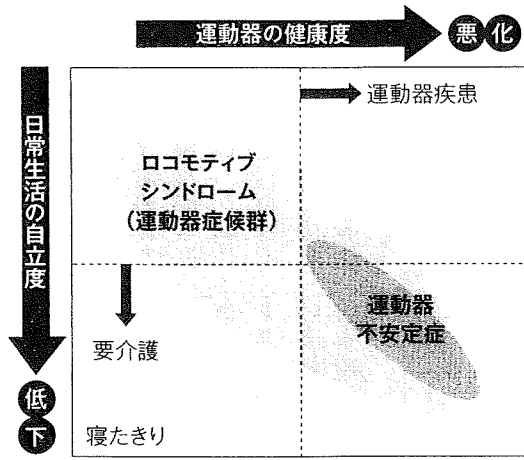 運動器の健康度
悪化
日常生活の自立度
低下
運動器疾患
ロコモティブ
シンドローム
（運動器症候群）
運動器
不安定症
要介護
寝たきり